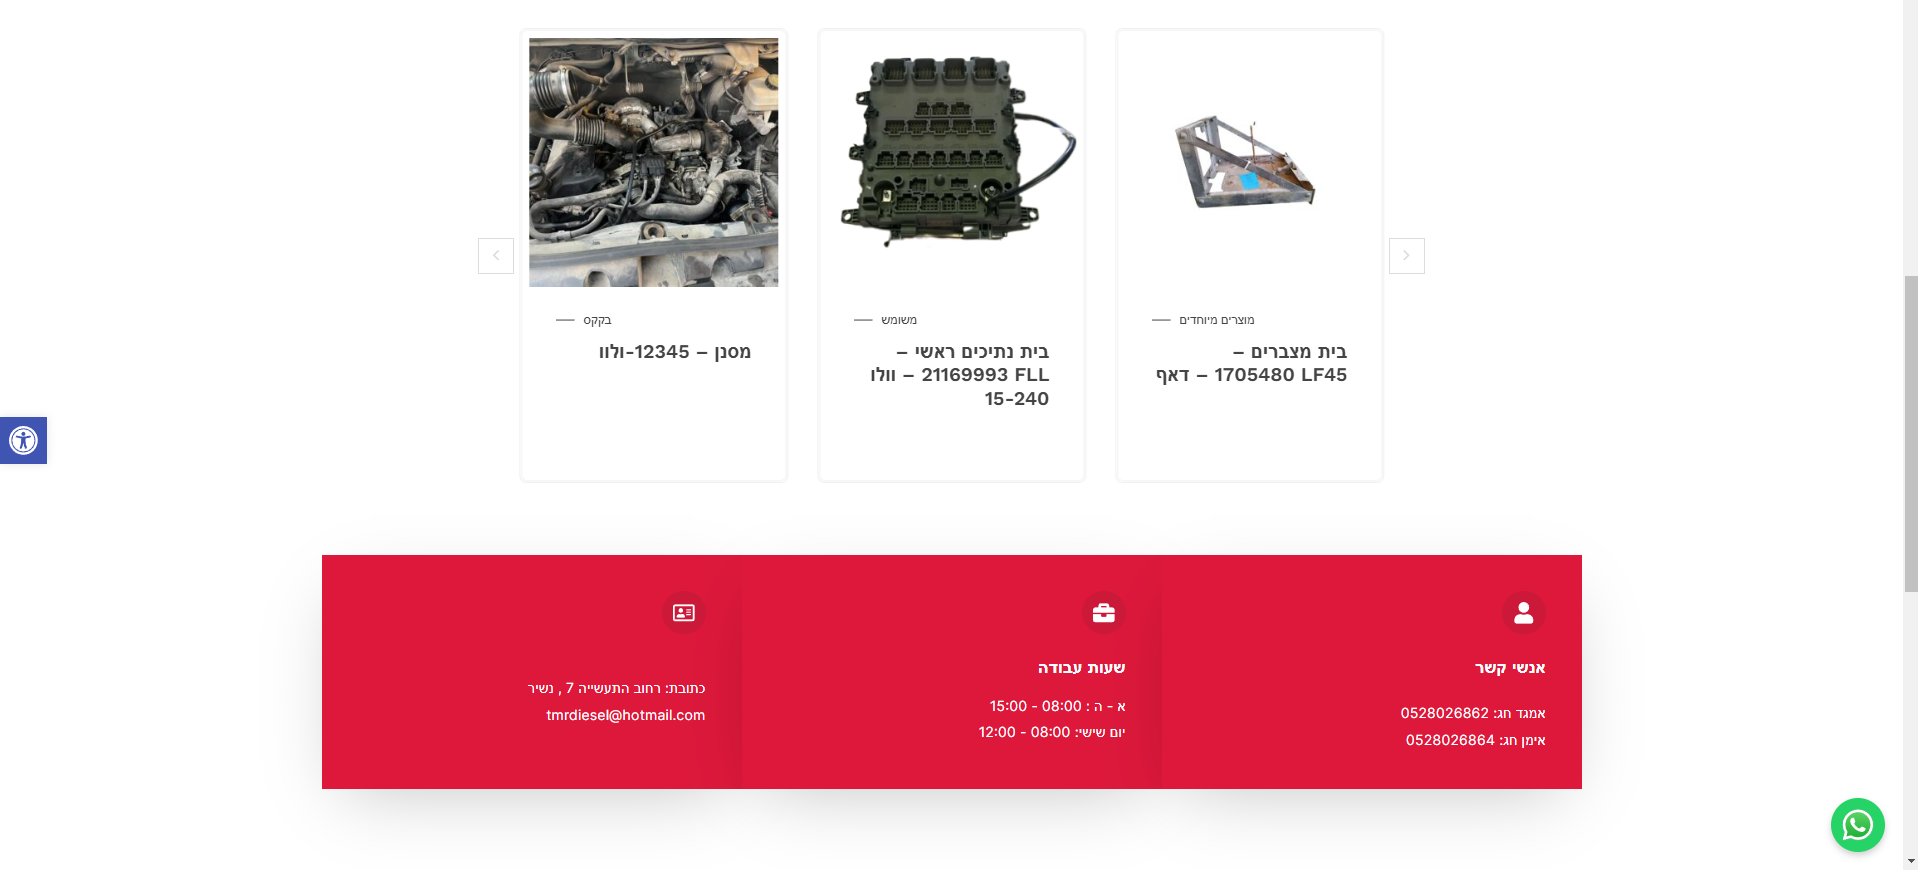 מוצרים מיוחדים
בית מצברים –
1705480 LF45 – דאף
משומש
בית נתיכים ראשי –
21169993 FLL – וולו
15-240
בקקס
מסנן – 12345-ולוו
אנשי קשר
אמגד חג: 0528026862
אימן חג: 0528026864
שעות עבודה
א - ה : 08:00 - 15:00
יום שישי: 08:00 - 12:00
כתובת: רחוב התעשייה 7 , נשיר
tmrdiesel@hotmail.com